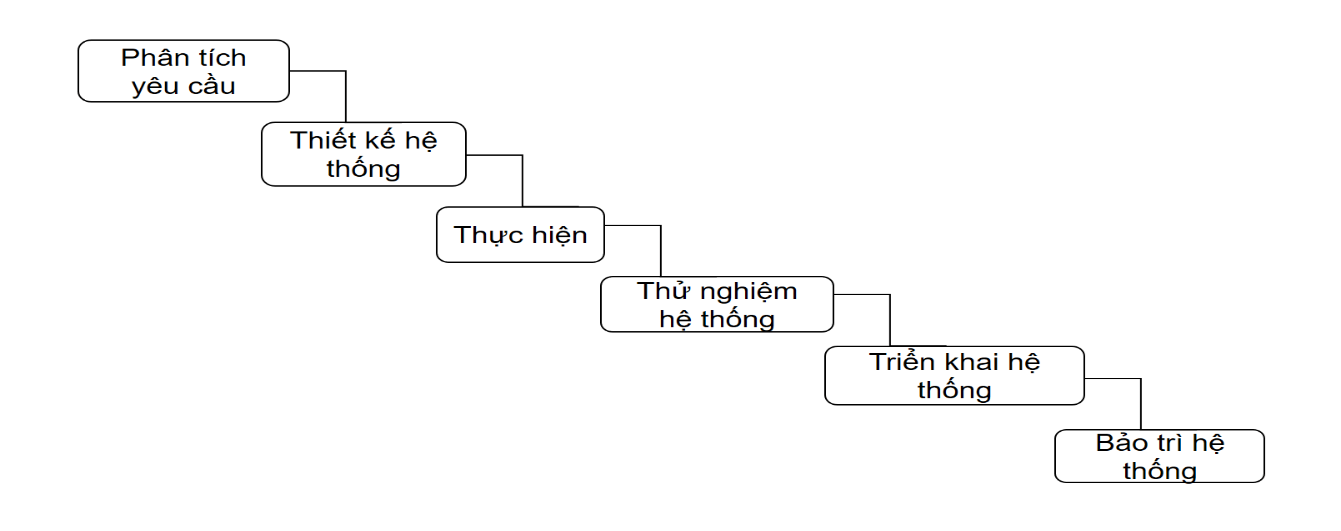 Phân tích
yêu cầu
Thiết kế hệ
thống
Thực hiện
Thử nghiệm
hệ thống
Triển khai hệ
thống
Bảo trì hệ
thống